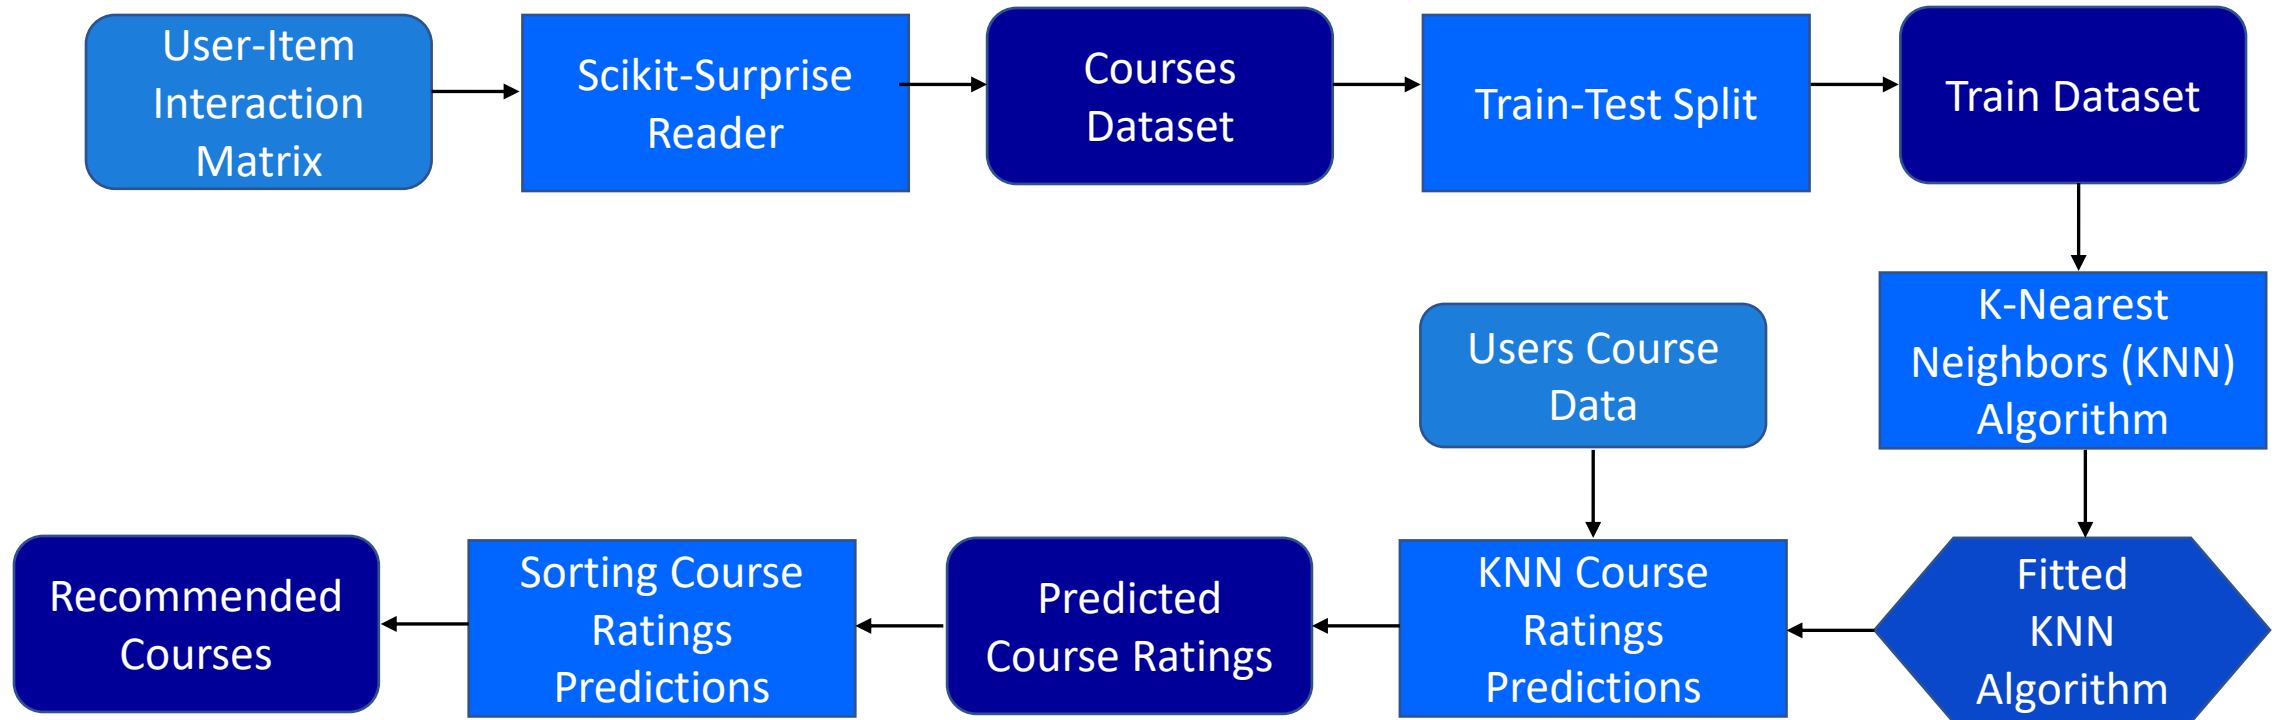 User-Item
Interaction
Matrix
Scikit-Surprise
Reader
Courses
Dataset
Train-Test Split
Train Dataset
K-Nearest
Neighbors (KNN)
Algorithm
Users Course
Data
Fitted
KNN
Algorithm
KNN Course
Ratings
Predictions
Predicted
Course Ratings
Sorting Course
Ratings
Predictions
Recommended
Courses